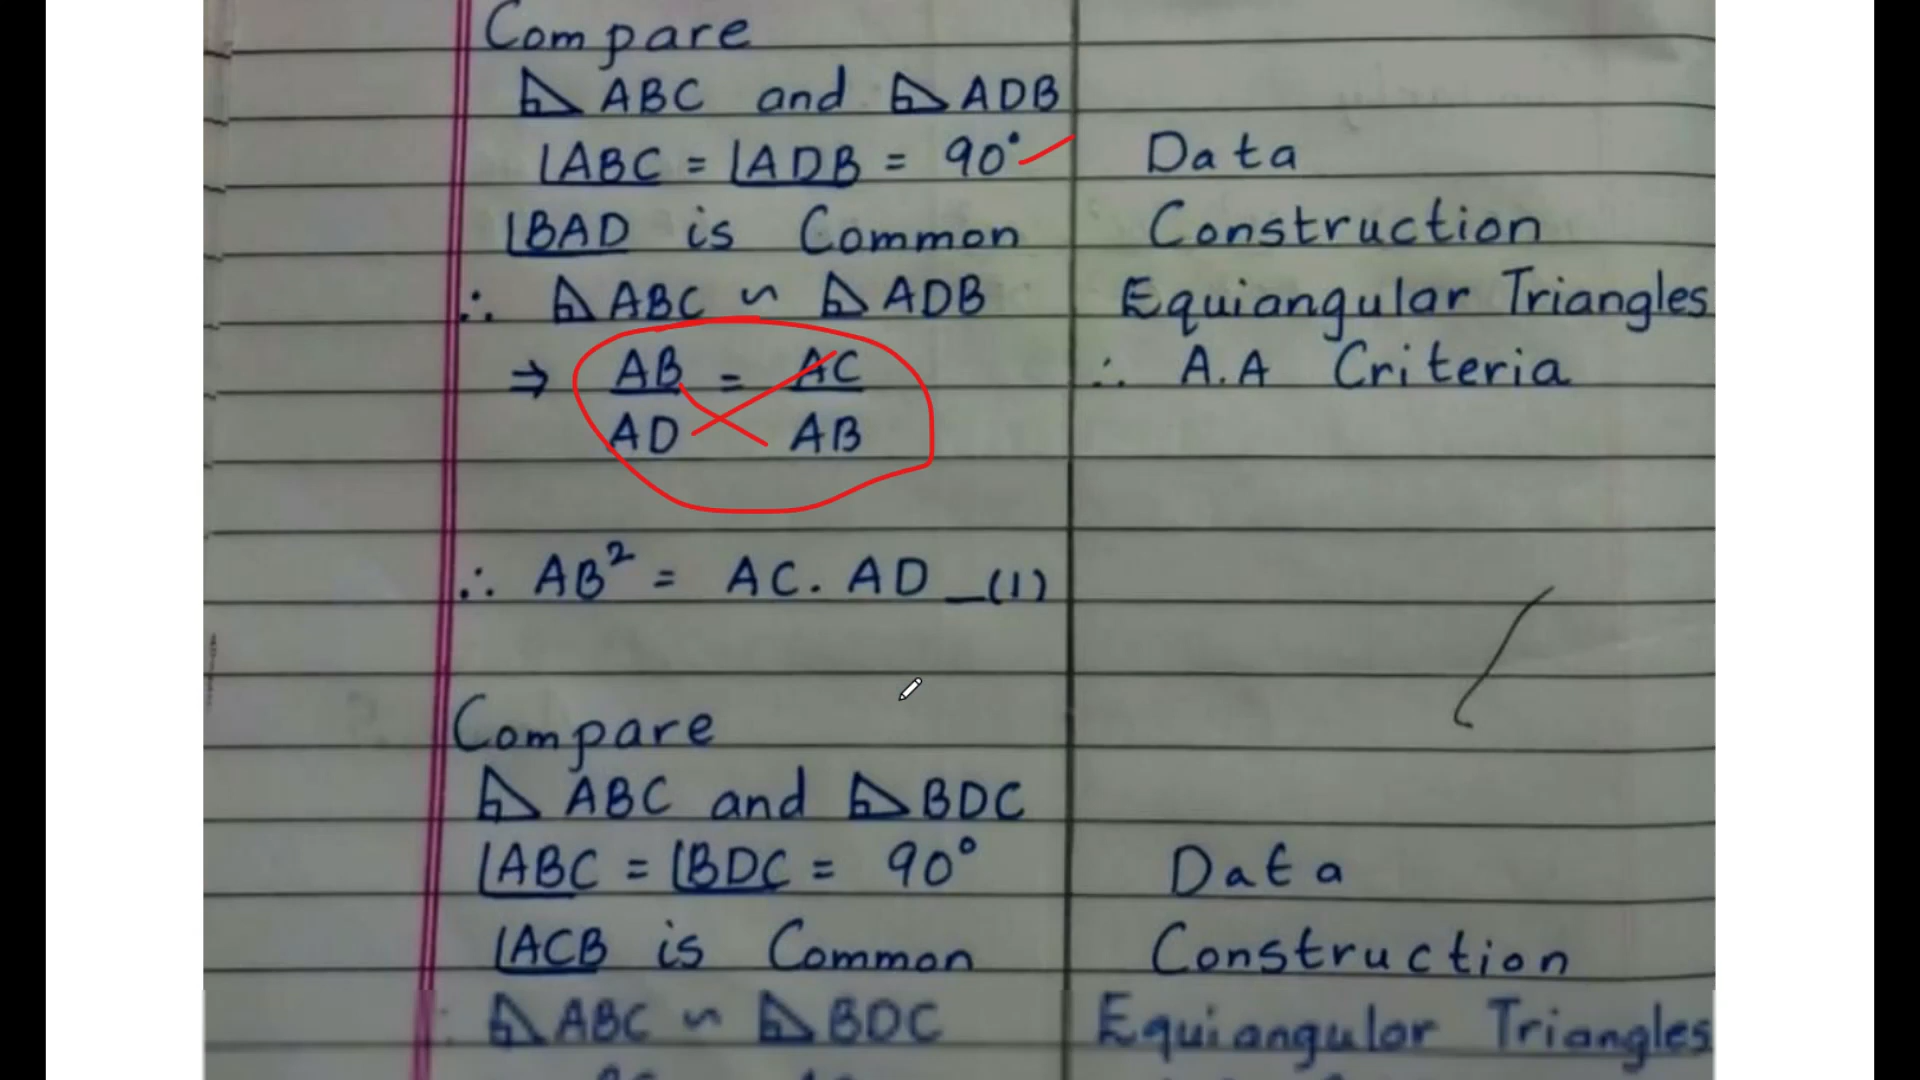 Compare
◺ ABC and ◺ ADB
∠ABC = ∠ADB = 90° Data
∠BAD is Common Construction
∴ ◺ ABC ∽ ◺ ADB Equiangular Triangles
⇒ AB/AD = AC/AB ∴ A.A Criteria
∴ AB² = AC. AD _(1)
Compare
◺ ABC and ◺ BDC
∠ABC = ∠BDC = 90° Data
∠ACB is Common Construction
∴ ◺ ABC ∽ ◺ BDC Equiangular Triangles